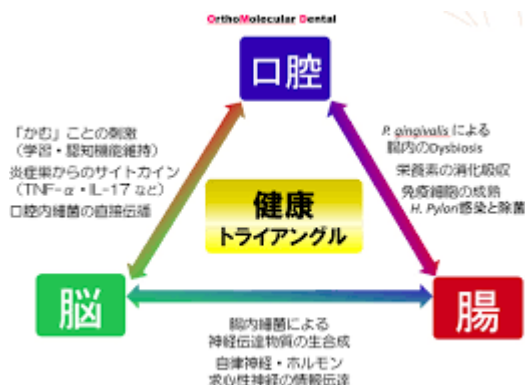 OrthoMolecular Dental
口腔
「かむ」ことの刺激
(学習・認知機能維持)
炎症巣からのサイトカイン
(TNF-α・IL-17 など)
口腔内細菌の直接伝播
P. gingivalis による
腸内のDysbiosis
栄養素の消化吸収
免疫細胞の成熟
H. Pylori感染と除菌
健康
トライアングル
脳
腸
腸内細菌による
神経伝達物質の生合成
自律神経・ホルモン
求心性神経の情報伝達